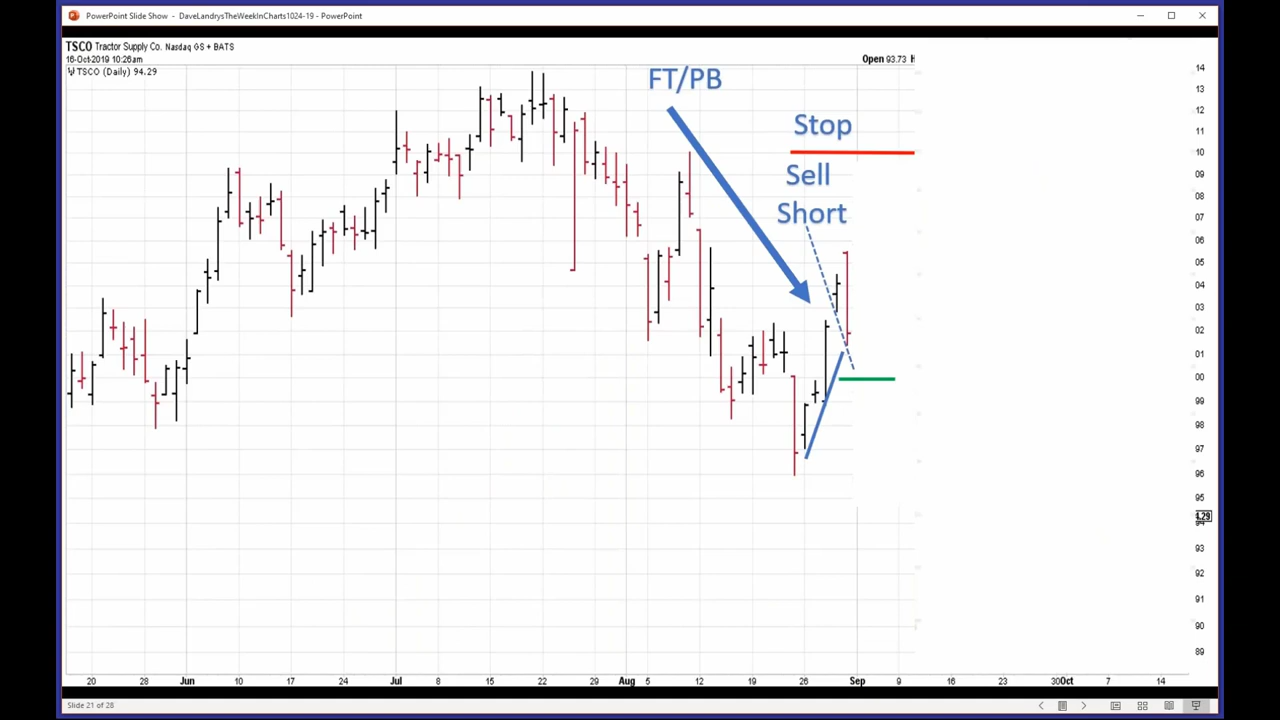 PowerPoint Slide Show - DaveLandrysTheWeekInCharts1024-19 - PowerPoint
TSCO Tractor Supply Co. Nasdaq GS + BATS
16-Oct-2019 10:26am
Open 93.73 H
TSCO (Daily) 94.29
FT/PB
Stop
Sell
Short
14
13
12
11
10
09
08
07
06
05
04
03
02
01
00
99
98
97
96
95
4.29
94
93
92
91
90
89
20 28 Jun 10 17 24 Jul 8 15 22 29 Aug 5 12 19 26 Sep 9 16 23 30 Oct 7 14
Slide 21 of 28